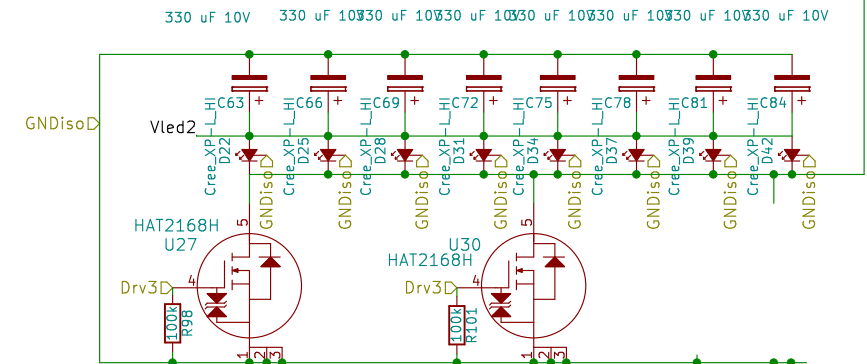 330 uF 10V
330 uF 10V
330 uF 10V
330 uF 10V
330 uF 10V
330 uF 10V
330 uF 10V
330 uF 10V
C63
C66
C69
C72
C75
C78
C81
C84
+
+
+
+
+
+
+
+
GNDiso
Vled2
Cree_XP_L_HI
D22
Cree_XP_L_HI
D25
Cree_XP_L_HI
D28
Cree_XP_L_HI
D31
Cree_XP_L_HI
D34
Cree_XP_L_HI
D37
Cree_XP_L_HI
D39
Cree_XP_L_HI
D42
GNDiso
GNDiso
GNDiso
GNDiso
GNDiso
GNDiso
GNDiso
GNDiso
HAT2168H
U27
5
4
Drv3
100k
R98
1
2
3
U30
HAT2168H
5
4
Drv3
100k
R101
1
2
3